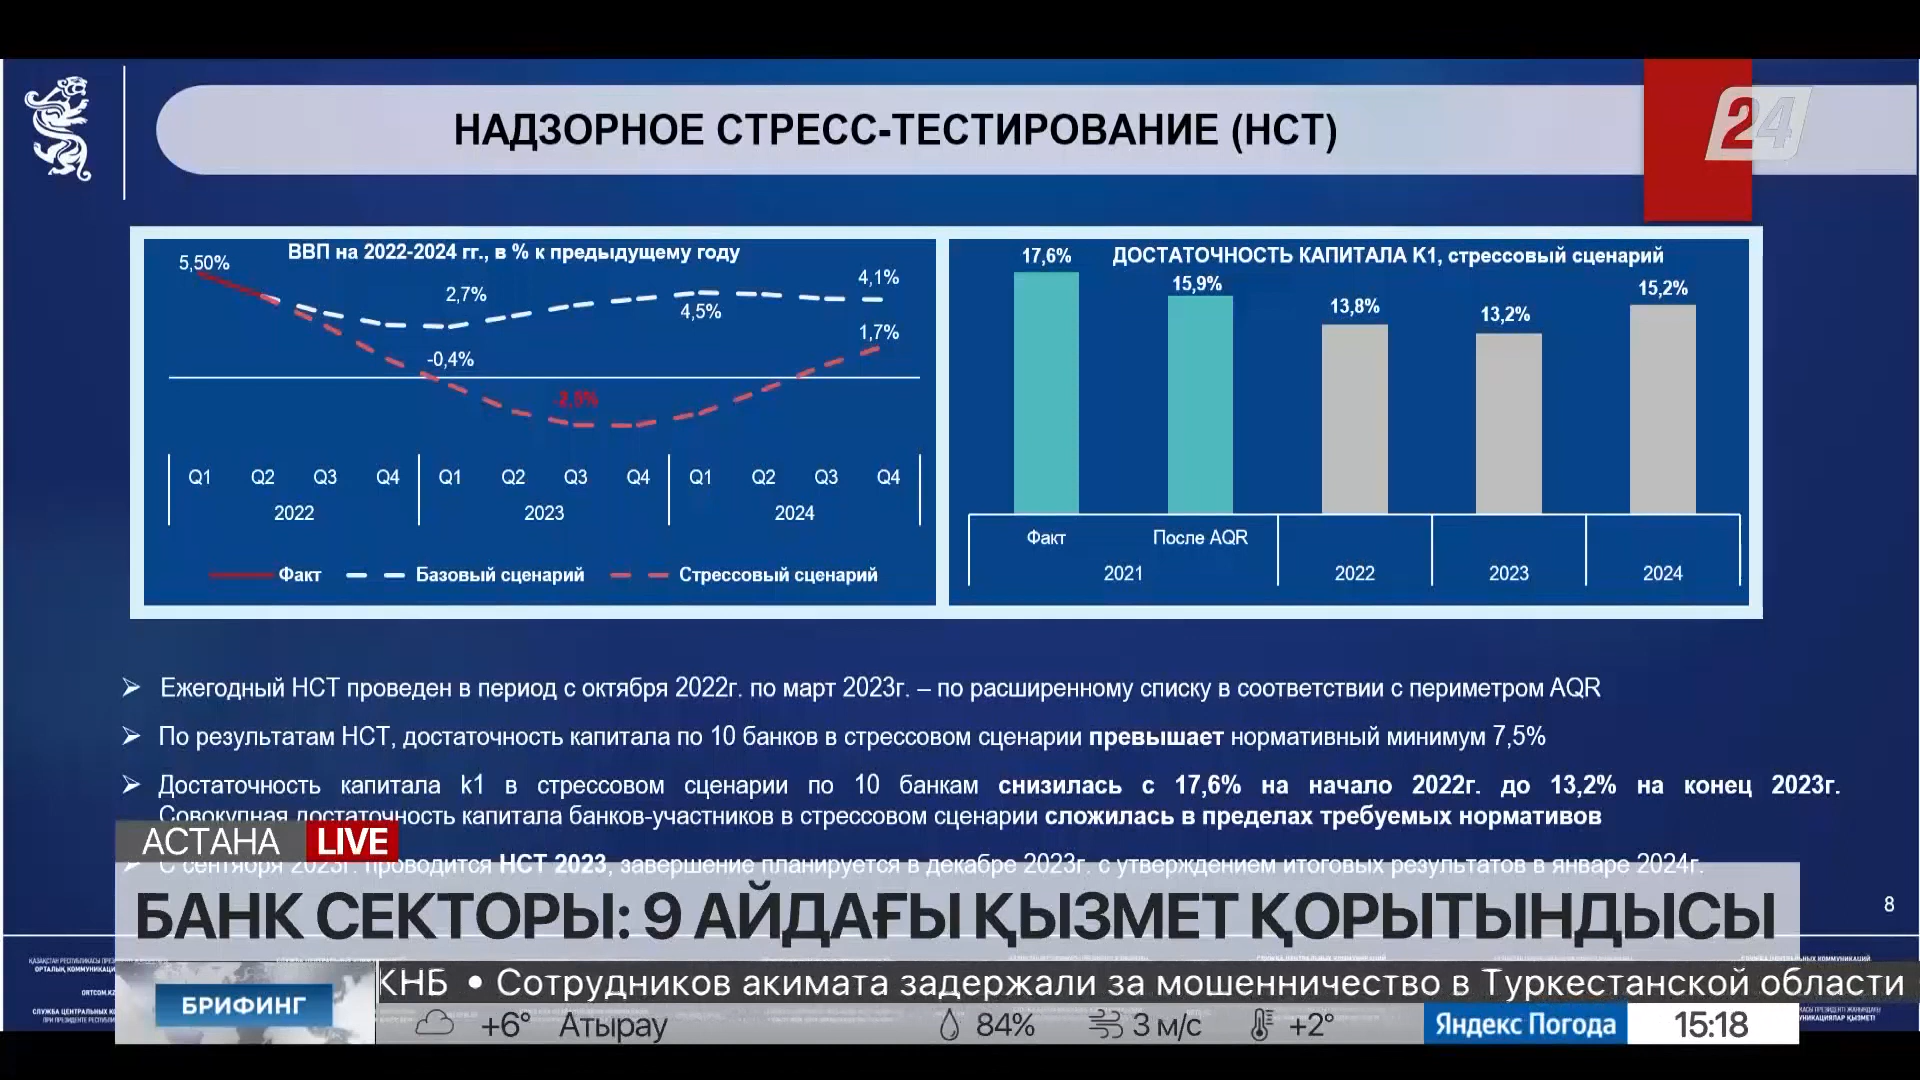 НАДЗОРНОЕ СТРЕСС-ТЕСТИРОВАНИЕ (НСТ)
24
ВВП на 2022-2024 гг., в % к предыдущему году
5,50%
2,7%
4,5%
4,1%
1,7%
-0,4%
-2,5%
Q1 Q2 Q3 Q4 Q1 Q2 Q3 Q4 Q1 Q2 Q3 Q4
2022 2023 2024
Факт Базовый сценарий Стрессовый сценарий
ДОСТАТОЧНОСТЬ КАПИТАЛА K1, стрессовый сценарий
17,6%
15,9%
13,8%
13,2%
15,2%
Факт После AQR
2021 2022 2023 2024
Ежегодный НСТ проведен в период с октября 2022г. по март 2023г. – по расширенному списку в соответствии с периметром AQR
По результатам НСТ, достаточность капитала по 10 банков в стрессовом сценарии превышает нормативный минимум 7,5%
Достаточность капитала k1 в стрессовом сценарии по 10 банкам снизилась с 17,6% на начало 2022г. до 13,2% на конец 2023г.
Совокупная достаточность капитала банков-участников в стрессовом сценарии сложилась в пределах требуемых нормативов
С сентября 2023г. проводится НСТ 2023, завершение планируется в декабре 2023г. с утверждением итоговых результатов в январе 2024г.
8
АСТАНА LIVE
БАНК СЕКТОРЫ: 9 АЙДАҒЫ ҚЫЗМЕТ ҚОРЫТЫНДЫСЫ
БРИФИНГ
КНБ • Сотрудников акимата задержали за мошенничество в Туркестанской области
+6° Атырау 84% 3 м/с +2° Яндекс Погода 15:18
ORTCOM.KZ